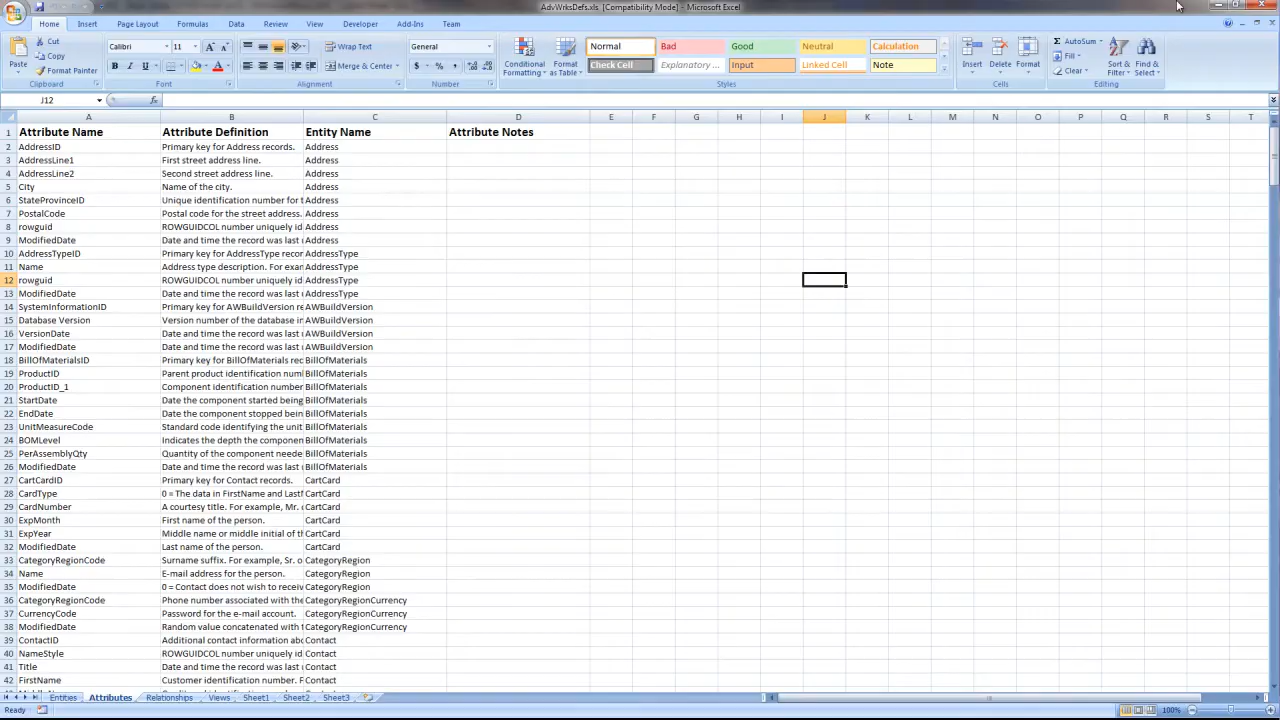 AdvWrksDefs.xls [Compatibility Mode] - Microsoft Excel
Home Insert Page Layout Formulas Data Review View Developer Add-Ins Team
Cut
Copy
Format Painter
Paste
Clipboard
Calibri 11
B I U
Font
Wrap Text
Merge & Center
Alignment
General
$ % ,
Number
Conditional Formatting
Format as Table
Normal Bad Good Neutral Calculation
Check Cell Explanatory ... Input Linked Cell Note
Styles
Insert Delete Format
Cells
AutoSum
Fill
Clear
Sort & Filter
Find & Select
Editing
J12 fx
A B C D E F G H I J K L M N O P Q R S T
1 Attribute Name Attribute Definition Entity Name Attribute Notes
2 AddressID Primary key for Address records. Address
3 AddressLine1 First street address line. Address
4 AddressLine2 Second street address line. Address
5 City Name of the city. Address
6 StateProvinceID Unique identification number for t Address
7 PostalCode Postal code for the street address. Address
8 rowguid ROWGUIDCOL number uniquely id Address
9 ModifiedDate Date and time the record was last Address
10 AddressTypeID Primary key for AddressType recor AddressType
11 Name Address type description. For exam AddressType
12 rowguid ROWGUIDCOL number uniquely id AddressType
13 ModifiedDate Date and time the record was last AddressType
14 SystemInformationID Primary key for AWBuildVersion re AWBuildVersion
15 Database Version Version number of the database in AWBuildVersion
16 VersionDate Date and time the record was last AWBuildVersion
17 ModifiedDate Date and time the record was last AWBuildVersion
18 BillOfMaterialsID Primary key for BillOfMaterials rec BillOfMaterials
19 ProductID Parent product identification numb BillOfMaterials
20 ProductID_1 Component identification number BillOfMaterials
21 StartDate Date the component started being BillOfMaterials
22 EndDate Date the component stopped bein BillOfMaterials
23 UnitMeasureCode Standard code identifying the unit BillOfMaterials
24 BOMLevel Indicates the depth the componen BillOfMaterials
25 PerAssemblyQty Quantity of the component neede BillOfMaterials
26 ModifiedDate Date and time the record was last BillOfMaterials
27 CartCardID Primary key for Contact records. CartCard
28 CardType 0 = The data in FirstName and Lastf CartCard
29 CardNumber A courtesy title. For example, Mr. CartCard
30 ExpMonth First name of the person. CartCard
31 ExpYear Middle name or middle initial of th CartCard
32 ModifiedDate Last name of the person. CartCard
33 CategoryRegionCode Surname suffix. For example, Sr. o CategoryRegion
34 Name E-mail address for the person. CategoryRegion
35 ModifiedDate 0 = Contact does not wish to receiv CategoryRegion
36 CategoryRegionCode Phone number associated with the CategoryRegionCurrency
37 CurrencyCode Password for the e-mail account. CategoryRegionCurrency
38 ModifiedDate Random value concatenated with t CategoryRegionCurrency
39 ContactID Additional contact information abo Contact
40 NameStyle ROWGUIDCOL number uniquely id Contact
41 Title Date and time the record was last Contact
42 FirstName Customer identification number. F Contact
Entities Attributes Relationships Views Sheet1 Sheet2 Sheet3
Ready 100%